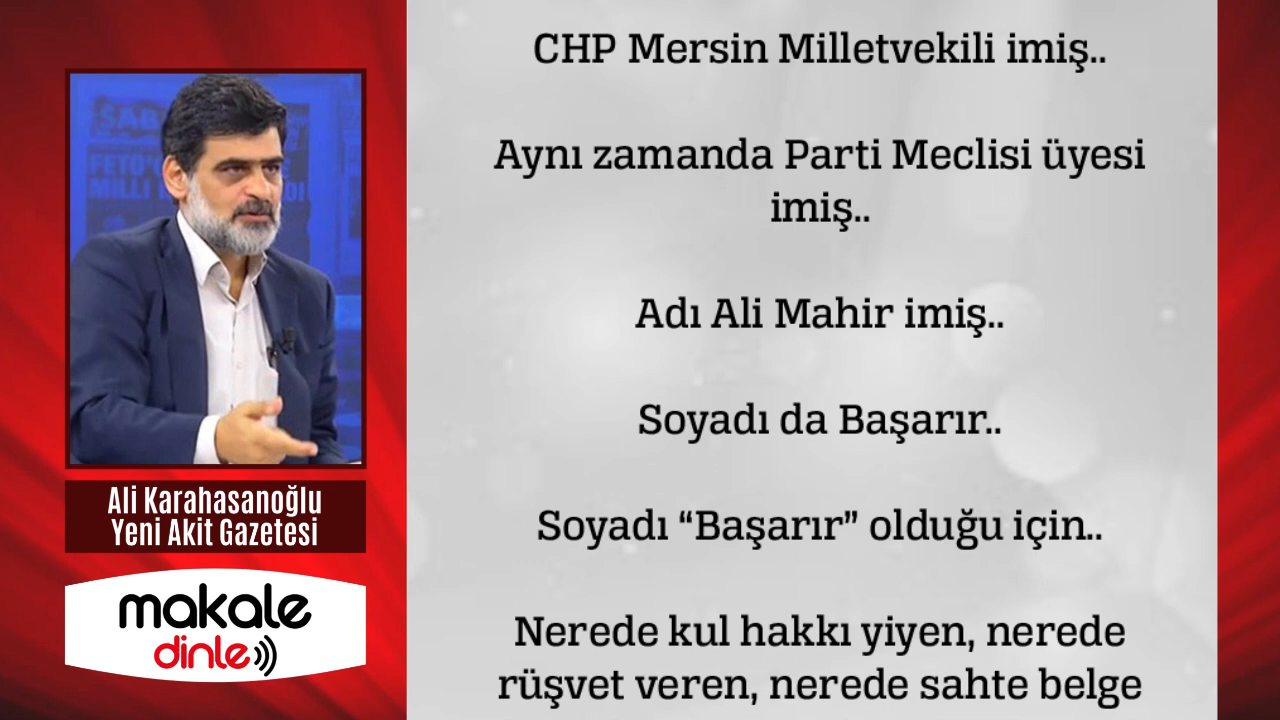 CHP Mersin Milletvekili imiş..
Aynı zamanda Parti Meclisi üyesi
imiş..
Adı Ali Mahir imiş..
Soyadı da Başarır..
Soyadı “Başarır” olduğu için..
Nerede kul hakkı yiyen, nerede
rüşvet veren, nerede sahte belge
Ali Karahasanoğlu
Yeni Akit Gazetesi
makale
dinle